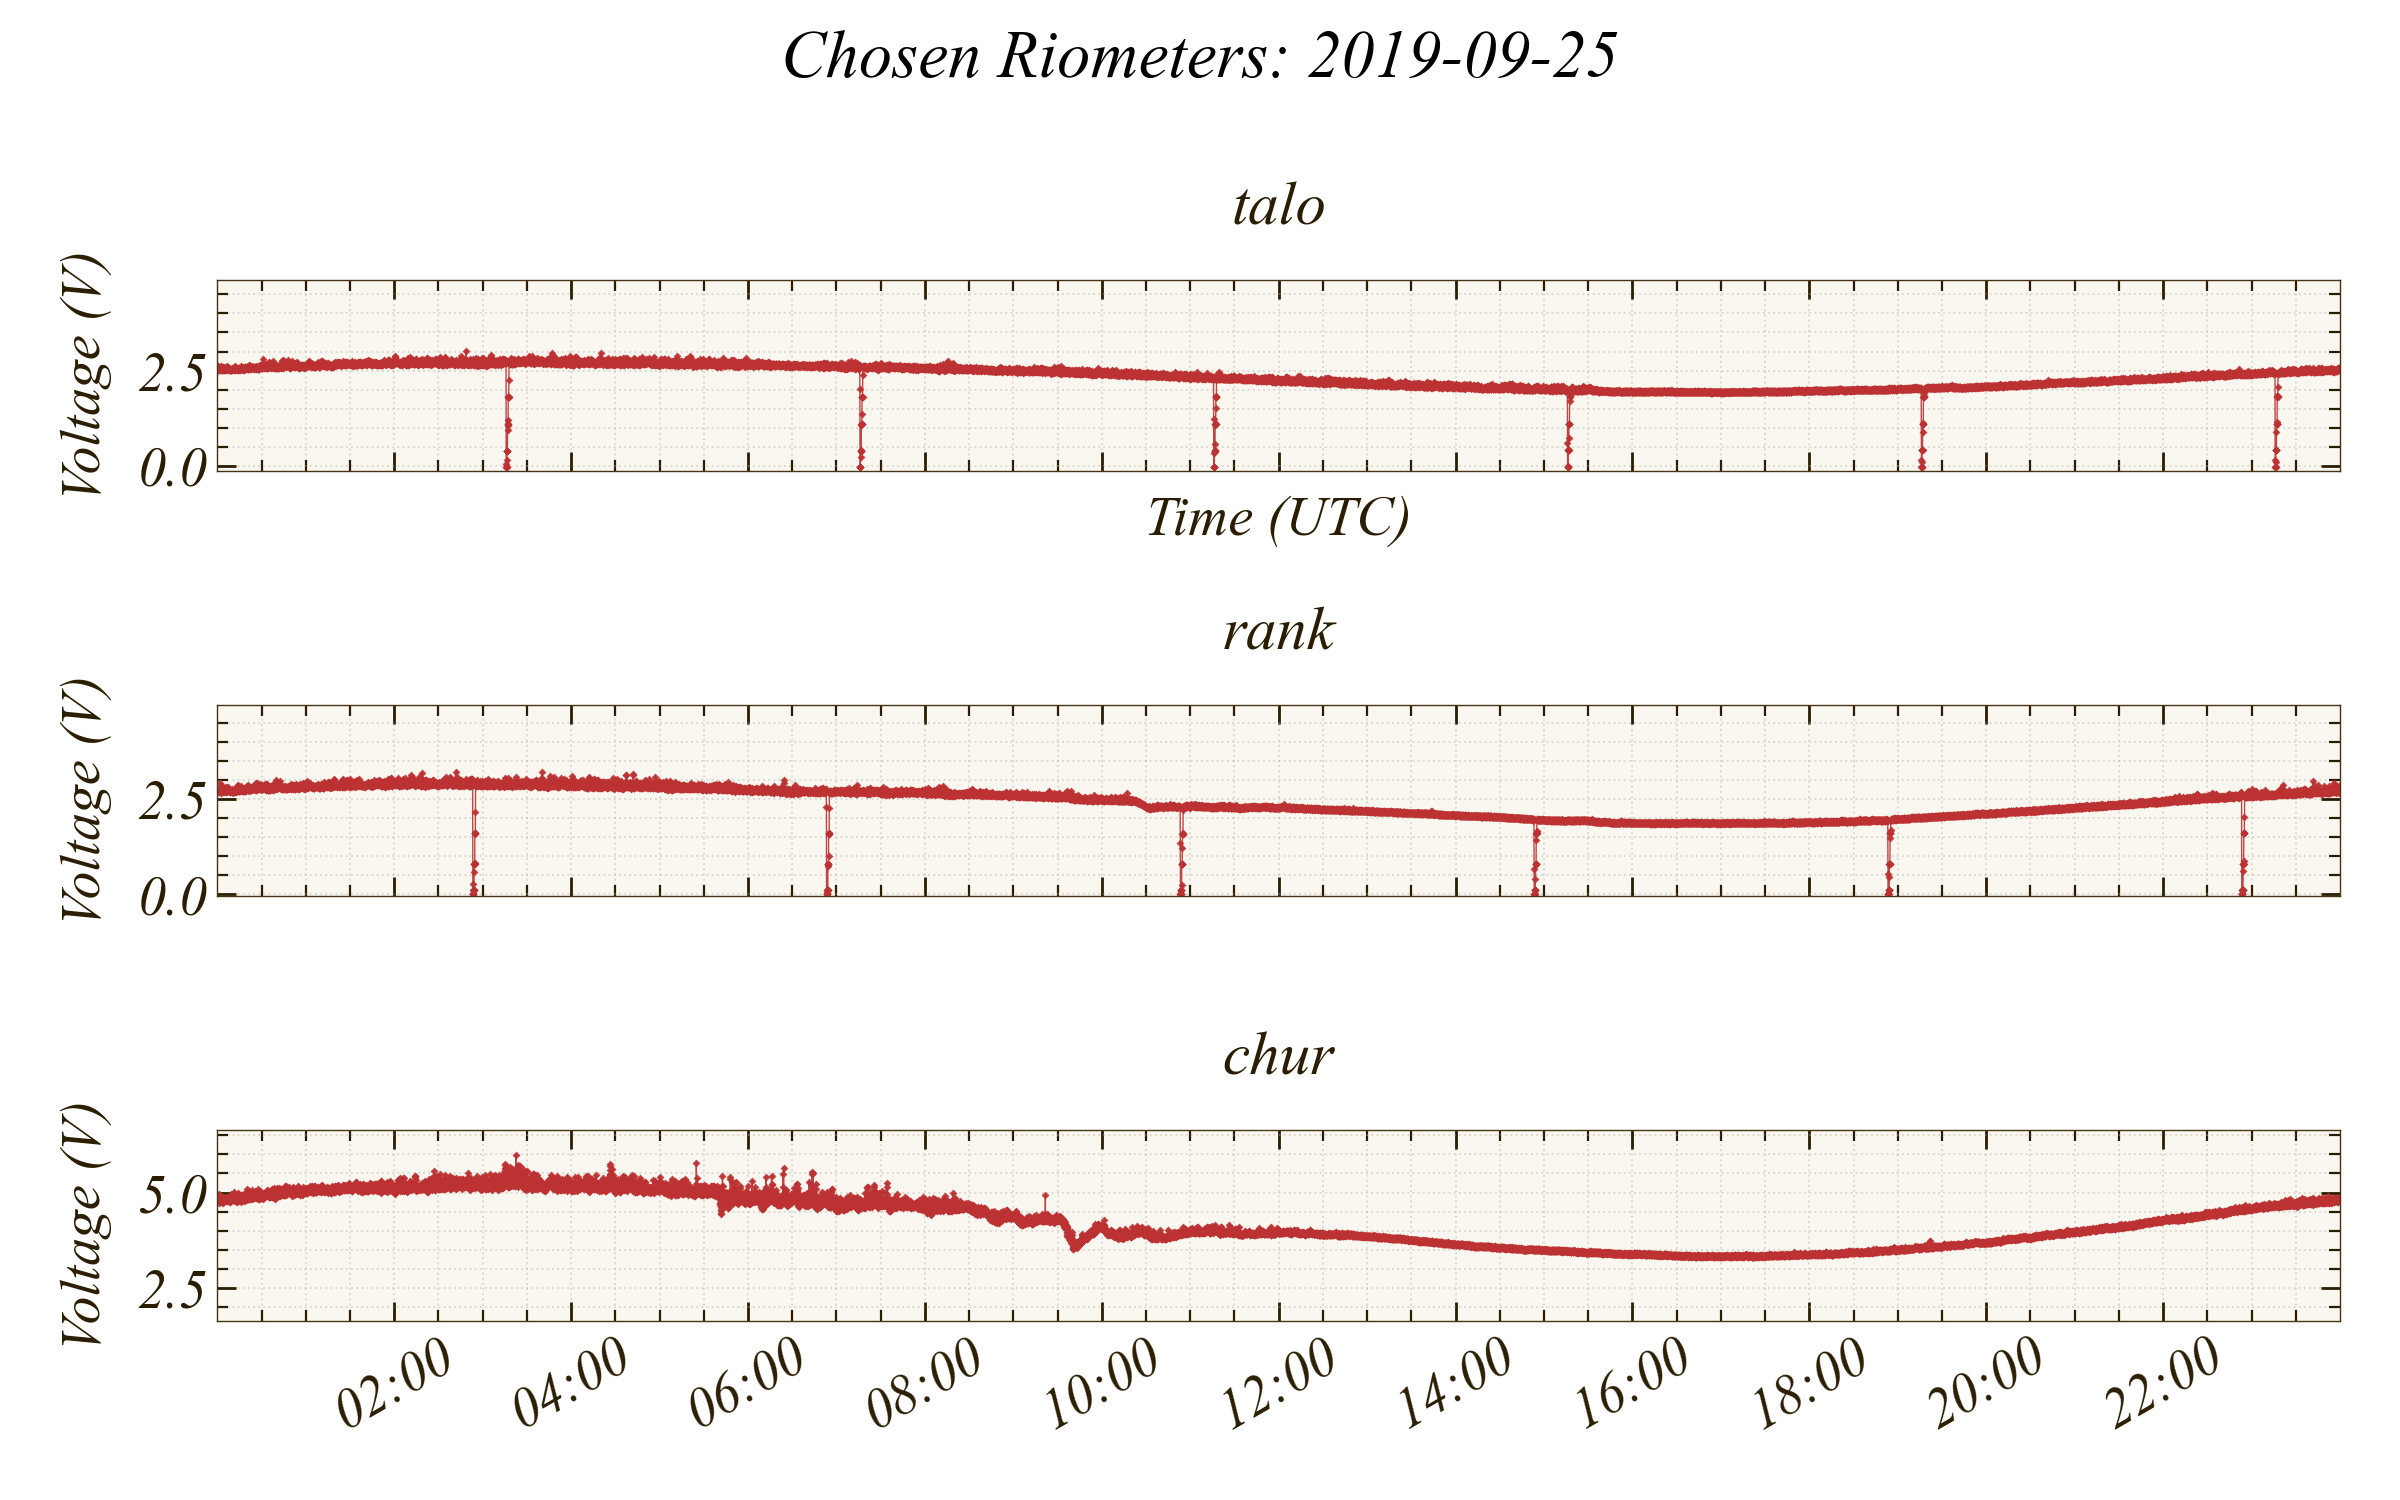 Chosen Riometers: 2019-09-25
talo
Voltage (V)
2.5
0.0
Time (UTC)
rank
Voltage (V)
2.5
0.0
chur
Voltage (V)
5.0
2.5
02:00 04:00 06:00 08:00 10:00 12:00 14:00 16:00 18:00 20:00 22:00